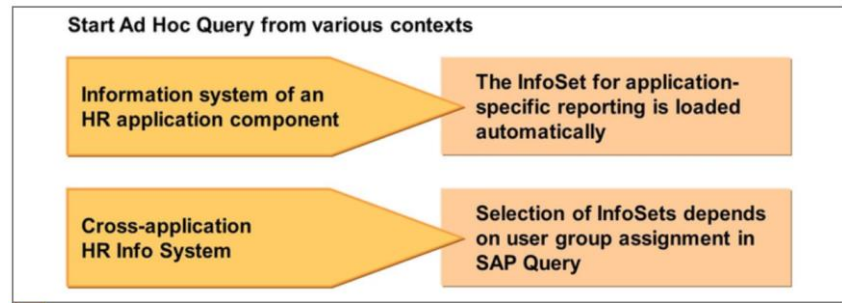 Start Ad Hoc Query from various contexts
Information system of an
HR application component
The InfoSet for application-
specific reporting is loaded
automatically
Cross-application
HR Info System
Selection of InfoSets depends
on user group assignment in
SAP Query